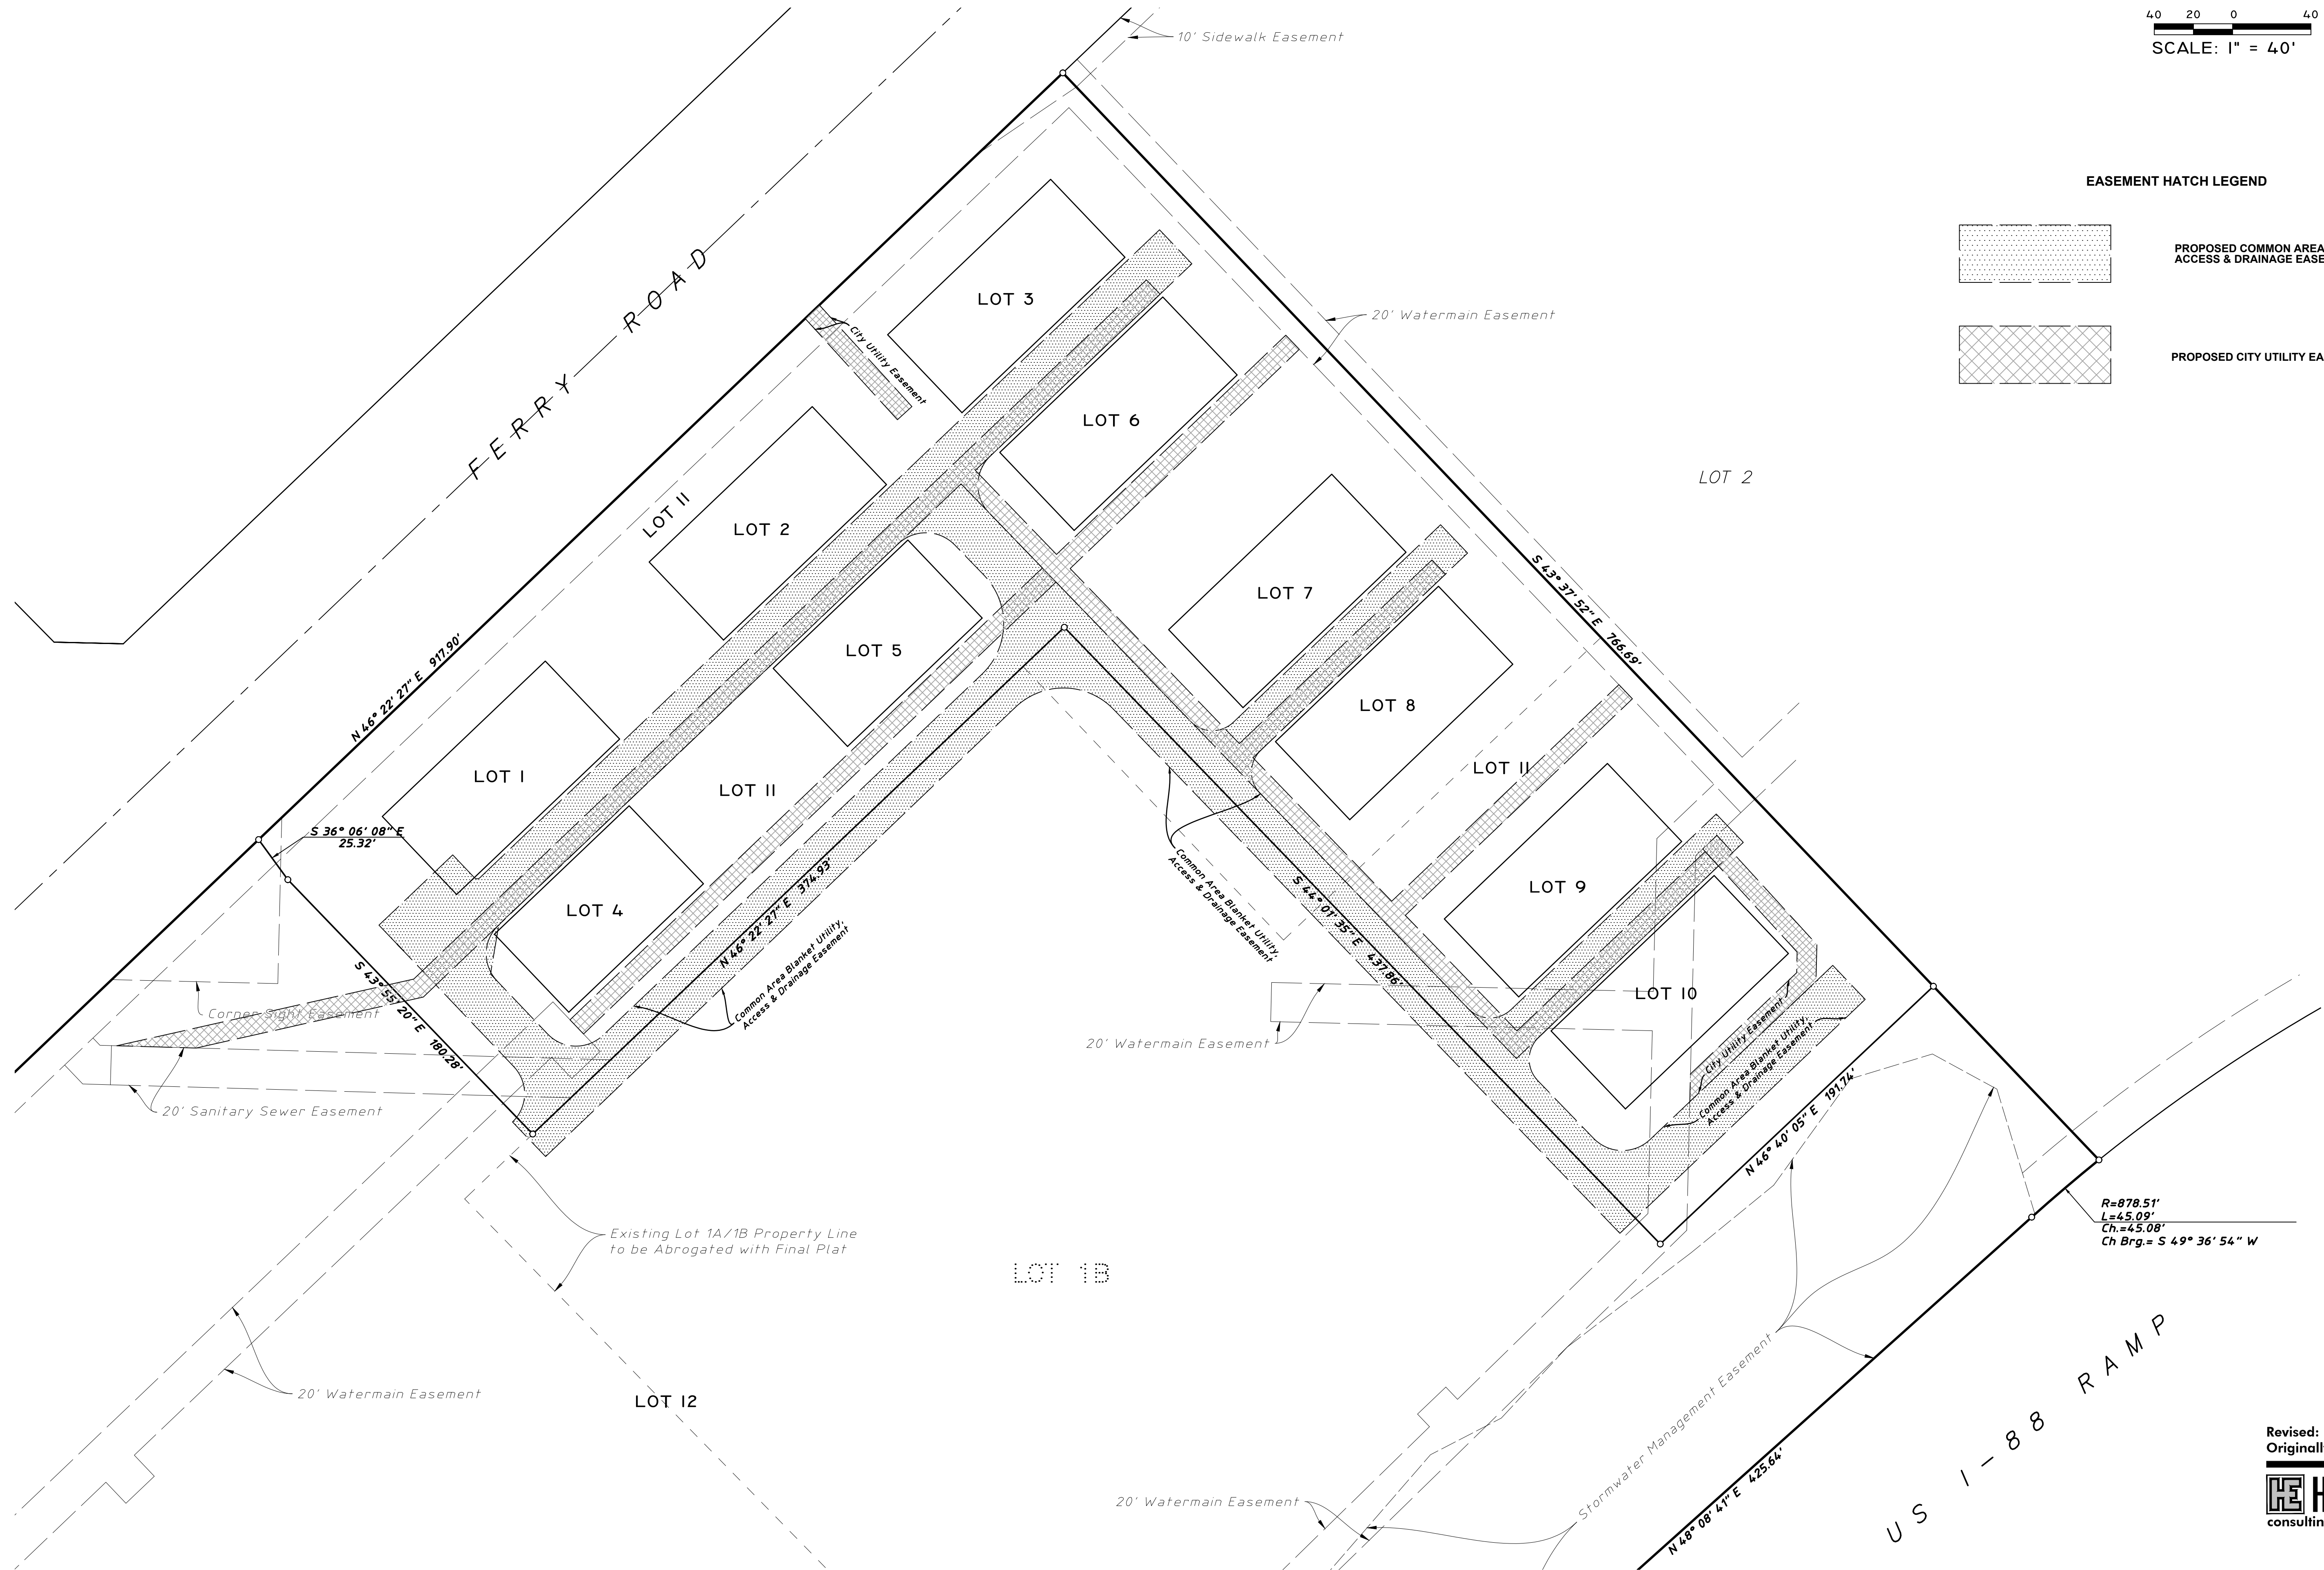 40 20 0 40
SCALE: 1" = 40'
10' Sidewalk Easement
EASEMENT HATCH LEGEND
PROPOSED COMMON AREA
ACCESS & DRAINAGE EASE
PROPOSED CITY UTILITY EA
FERRY ROAD
LOT 3
20' Watermain Easement
City Utility Easement
LOT 6
LOT 2
LOT 11
LOT 2
S 43° 37' 52" E 766.69'
LOT 7
LOT 5
N 46° 22' 27" E 917.90'
LOT 8
LOT 1
LOT 11
LOT 11
S 36° 06' 08" E
25.32'
LOT 4
LOT 9
N 46° 22' 27" E 374.93'
Common Area Blanket Utility,
Access & Drainage Easement
Common Area Blanket Utility,
Access & Drainage Easement
S 44° 01' 35" E 437.86'
S 43° 55' 20" E 180.28'
Corner Sight Easement
LOT 10
20' Watermain Easement
City Utility Easement
Common Area Blanket Utility,
Access & Drainage Easement
20' Sanitary Sewer Easement
N 46° 40' 05" E 191.74'
R=878.51'
L=45.09'
Ch.=45.08'
Ch Brg.= S 49° 36' 54" W
Existing Lot 1A/1B Property Line
to be Abrogated with Final Plat
LOT 1B
20' Watermain Easement
LOT 12
Stormwater Management Easement
US I-88 RAMP
20' Watermain Easement
N 48° 08' 41" E 425.64'
Revised:
Originall
HE H
consultin